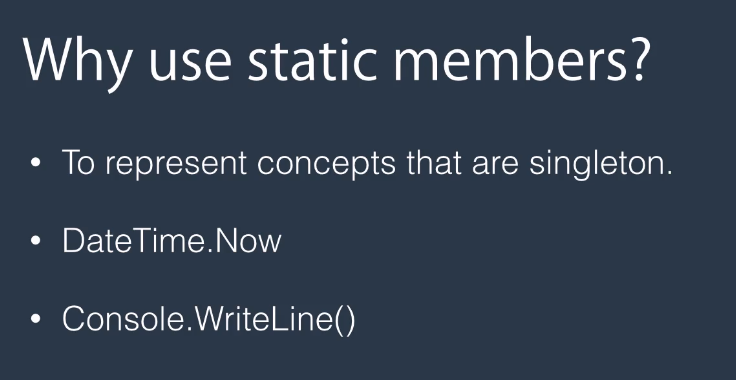 Why use static members?
• To represent concepts that are singleton.
• DateTime.Now
• Console.WriteLine()